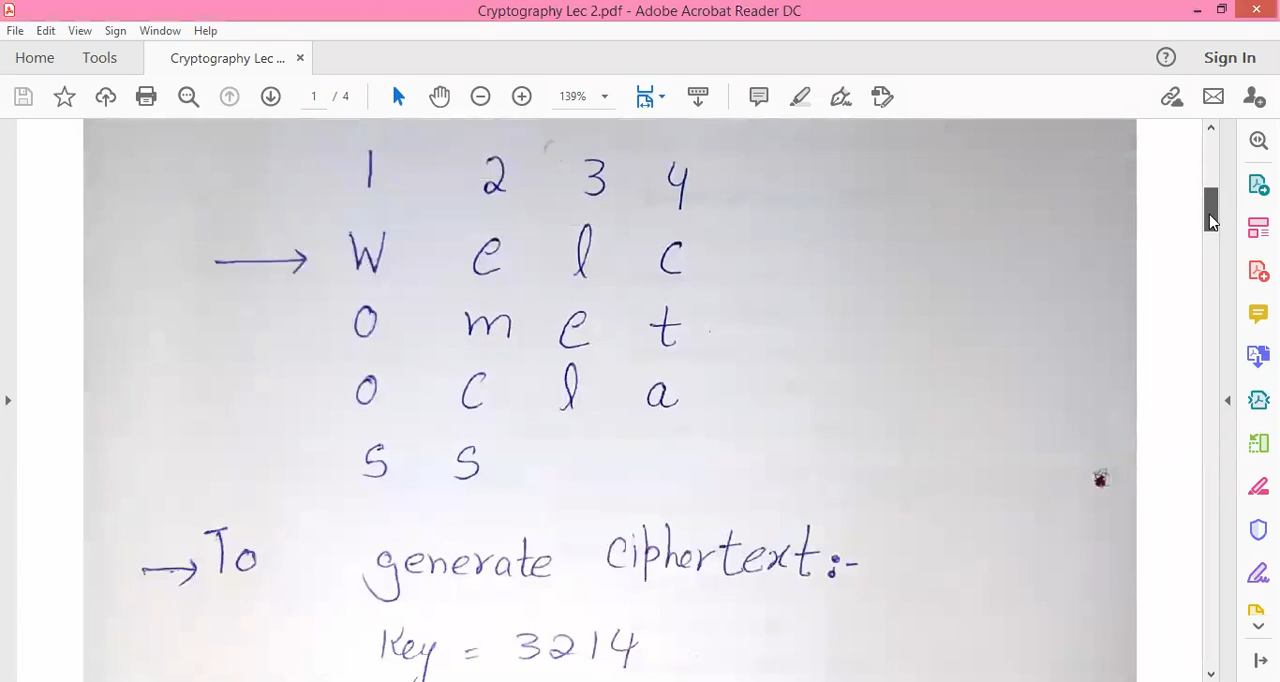 Cryptography Lec 2.pdf - Adobe Acrobat Reader DC
File Edit View Sign Window Help
Home Tools Cryptography Lec ... × Sign In
1 / 4 139%
1 2 3 4
→ W e l c
o m e t
o c l a
s s
→ To generate Ciphertext:-
Key = 3214